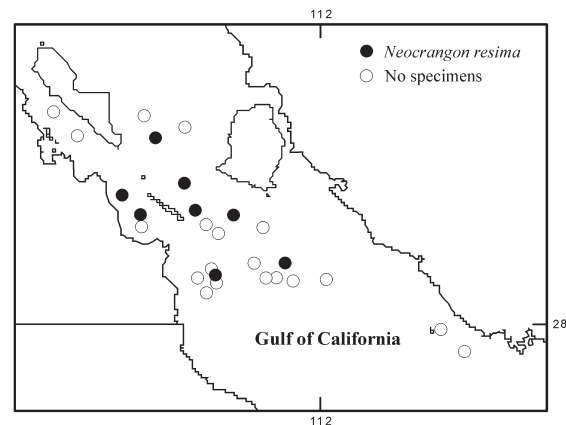 112
Neocrangon resima
No specimens
28
Gulf of California
112